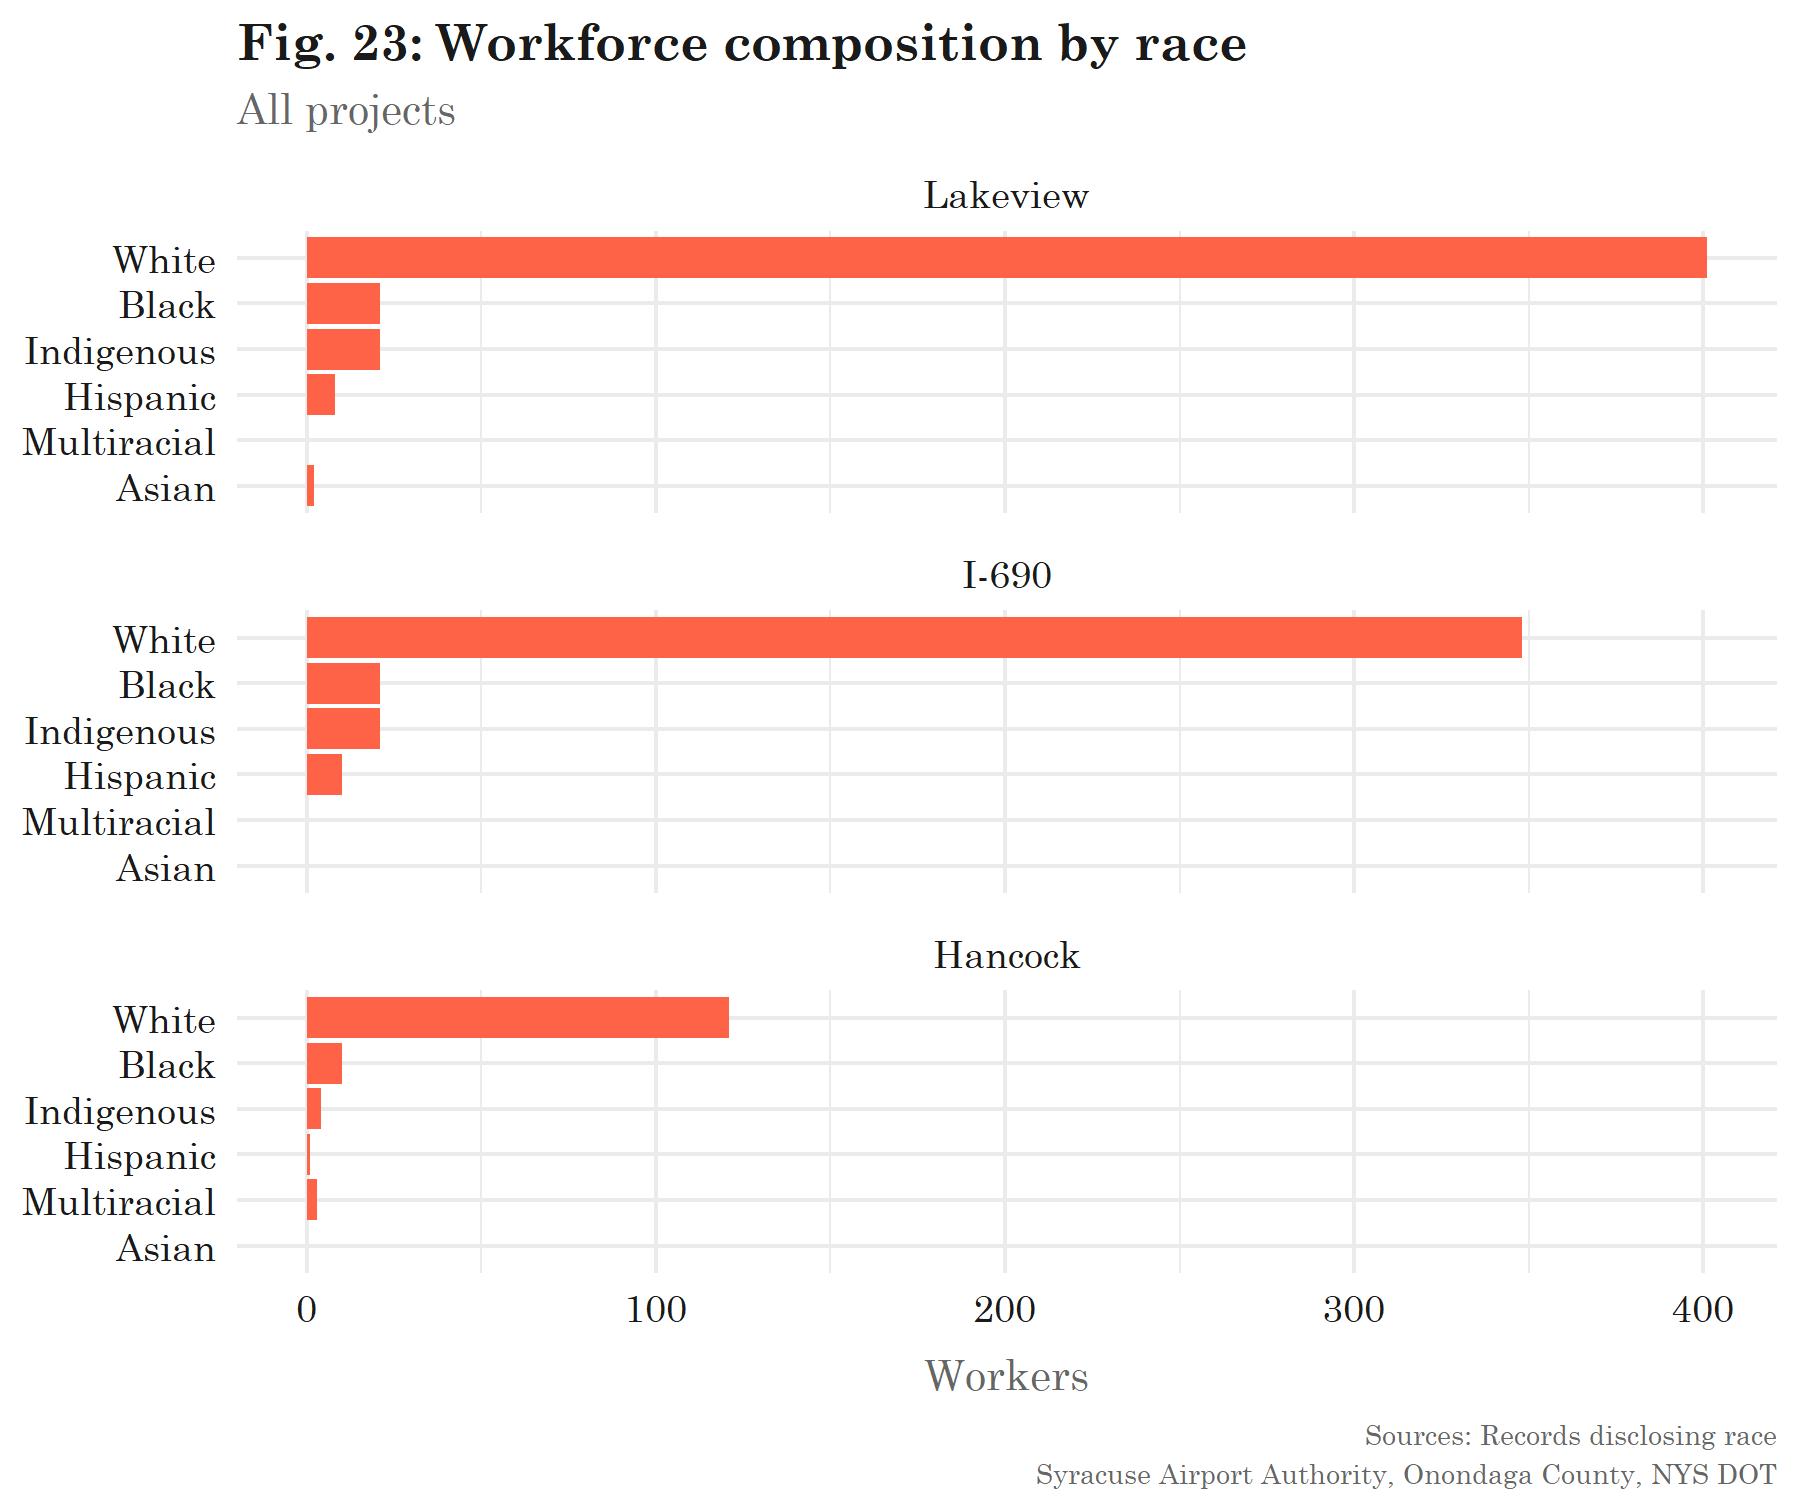 Fig. 23: Workforce composition by race
All projects
Lakeview
White
Black
Indigenous
Hispanic
Multiracial
Asian
I-690
White
Black
Indigenous
Hispanic
Multiracial
Asian
Hancock
White
Black
Indigenous
Hispanic
Multiracial
Asian
0 100 200 300 400
Workers
Sources: Records disclosing race
Syracuse Airport Authority, Onondaga County, NYS DOT